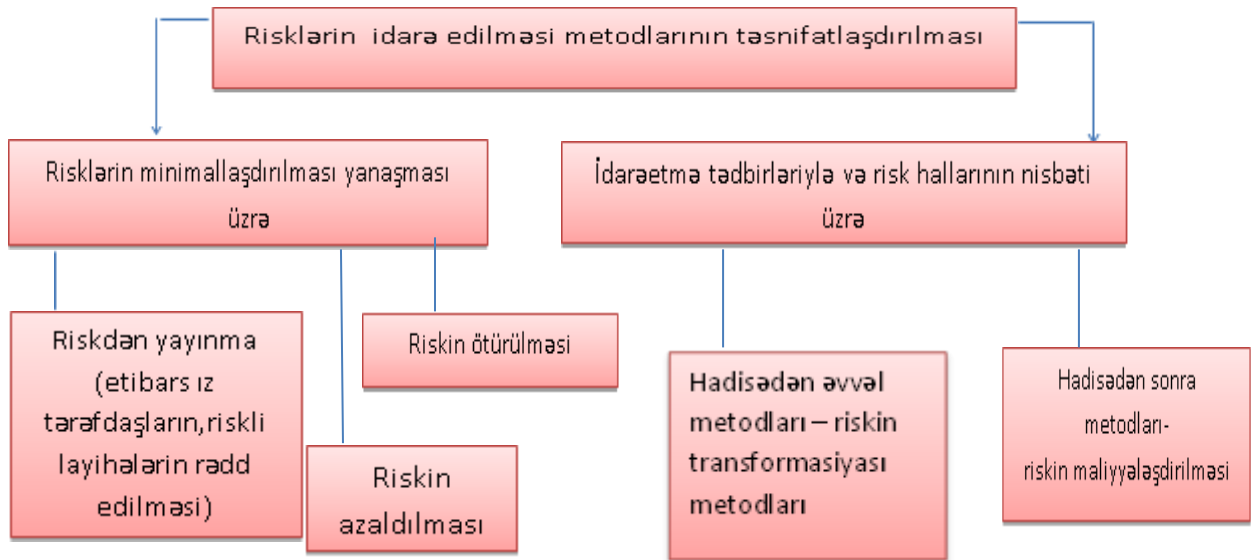 Risklərin idarə edilməsi metodlarının təsnifatlaşdırılması
Risklərin minimallaşdırılması yanaşması
üzrə
İdarəetmə tədbirləriylə və risk hallarının nisbəti
üzrə
Riskdən yayınma
(etibars ız
tərəfdaşların,riskli
layihələrin rədd
edilməsi)
Riskin azaldılması
Riskin ötürülməsi
Hadisədən əvvəl
metodları – riskin
transformasiyası
metodları
Hadisədən sonra
metodları-
riskin maliyyələşdirilməsi